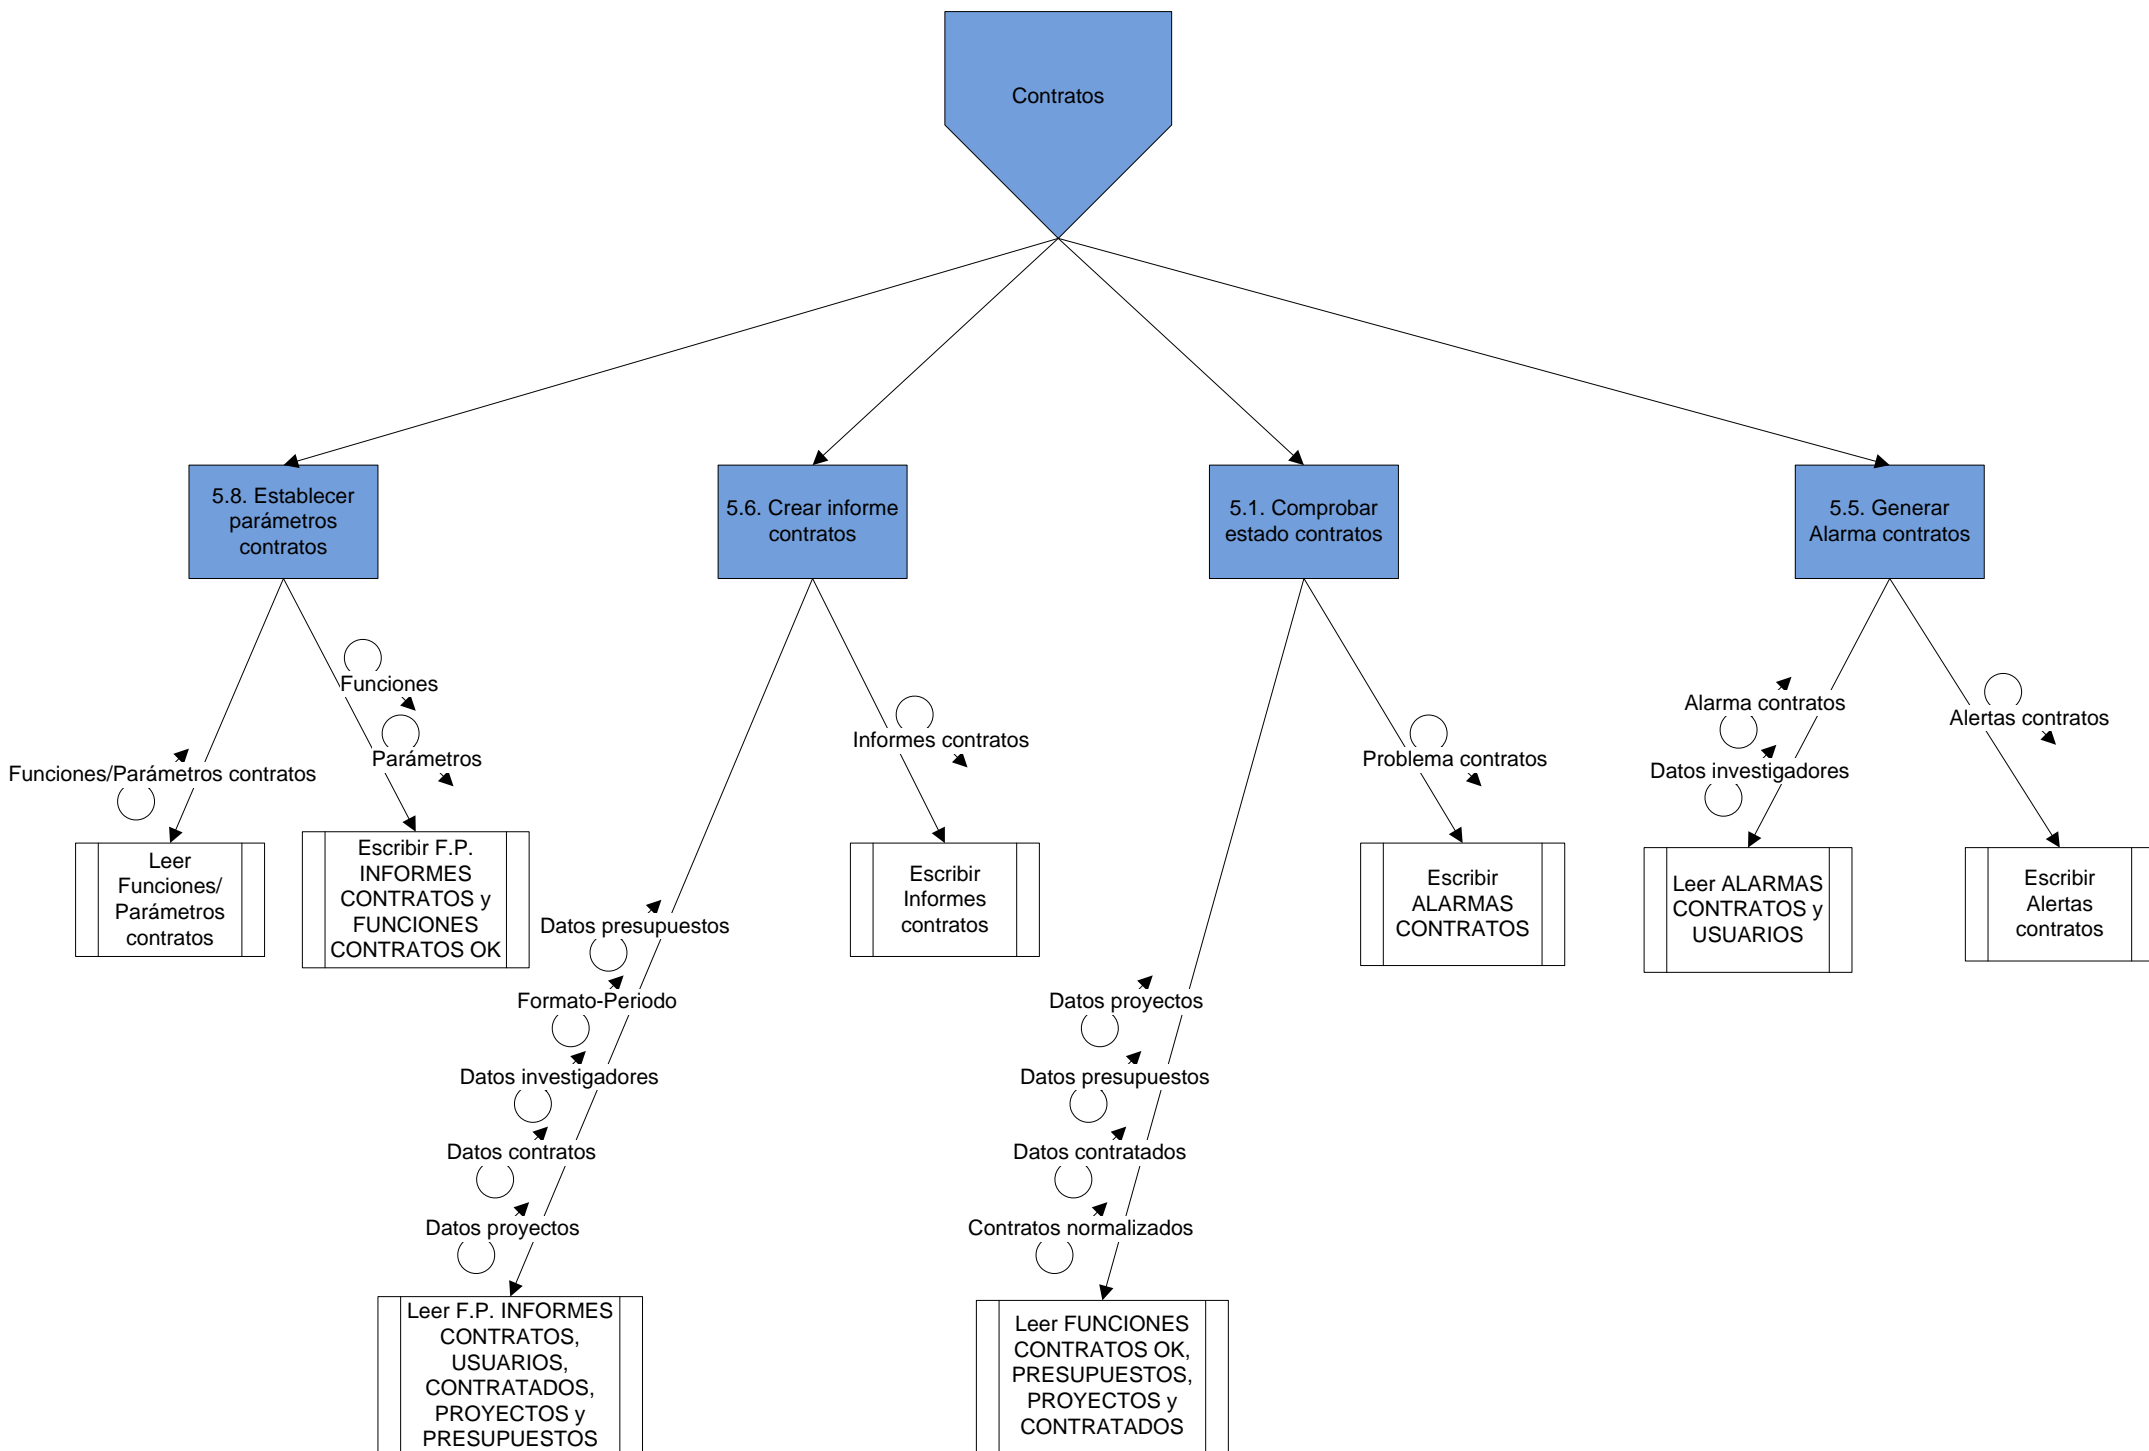 Contratos
5.8. Establecer
parámetros
contratos
5.6. Crear informe
contratos
5.1. Comprobar
estado contratos
5.5. Generar
Alarma contratos
Funciones
Parámetros
Funciones/Parámetros contratos
Informes contratos
Problema contratos
Alarma contratos
Datos investigadores
Alertas contratos
Leer
Funciones/
Parámetros
contratos
Escribir F.P.
INFORMES
CONTRATOS y
FUNCIONES
CONTRATOS OK
Escribir
Informes
contratos
Escribir
ALARMAS
CONTRATOS
Leer ALARMAS
CONTRATOS y
USUARIOS
Escribir
Alertas
contratos
Datos presupuestos
Formato-Periodo
Datos investigadores
Datos contratos
Datos proyectos
Datos proyectos
Datos presupuestos
Datos contratados
Contratos normalizados
Leer F.P. INFORMES
CONTRATOS,
USUARIOS,
CONTRATADOS,
PROYECTOS y
PRESUPUESTOS
Leer FUNCIONES
CONTRATOS OK,
PRESUPUESTOS,
PROYECTOS y
CONTRATADOS